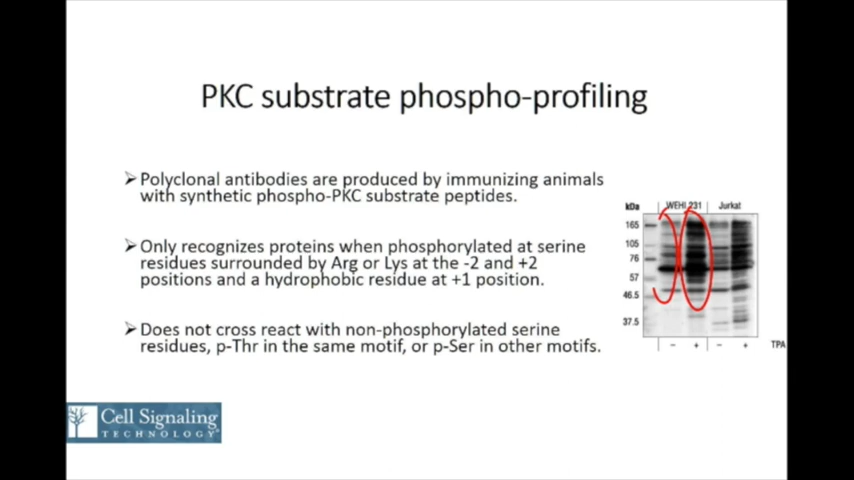 PKC substrate phospho-profiling
Polyclonal antibodies are produced by immunizing animals
with synthetic phospho-PKC substrate peptides.
Only recognizes proteins when phosphorylated at serine
residues surrounded by Arg or Lys at the -2 and +2
positions and a hydrophobic residue at +1 position.
Does not cross react with non-phosphorylated serine
residues, p-Thr in the same motif, or p-Ser in other motifs.
kDa WEHI 231 Jurkat
165
105
76
57
46.5
37.5
– + – + TPA
Cell Signaling
TECHNOLOGY